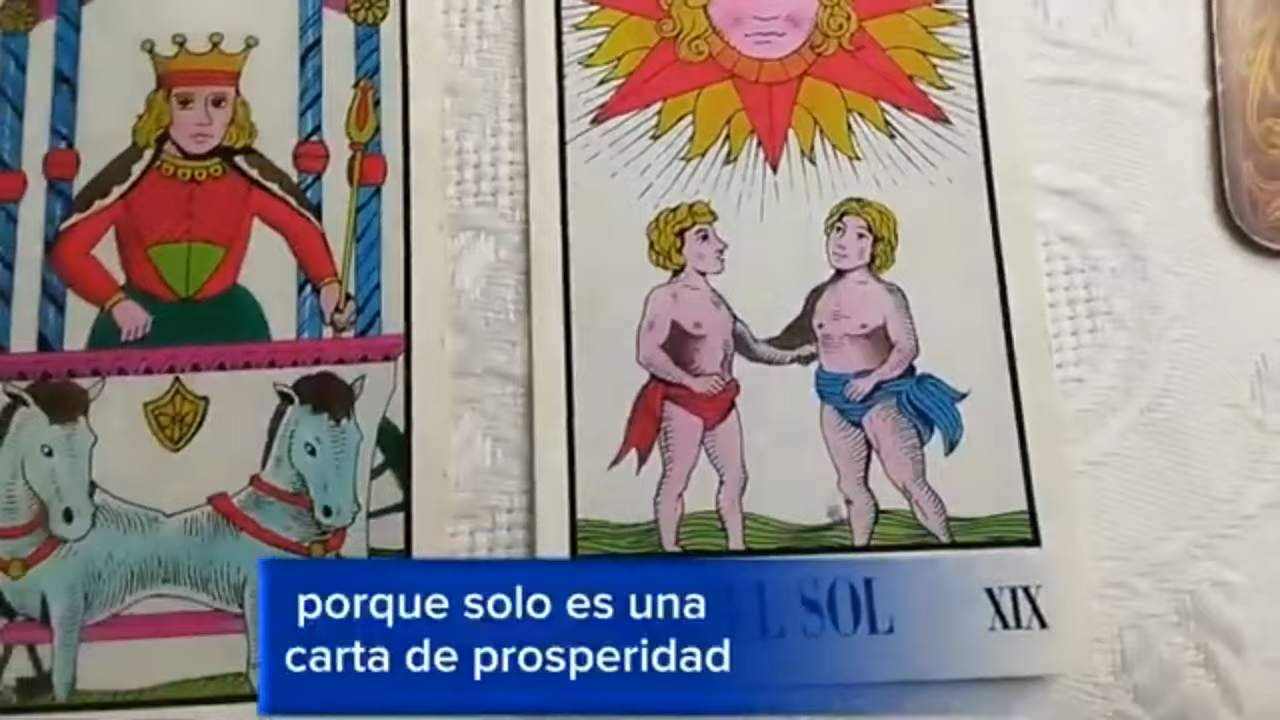 porque solo es una
carta de prosperidad
L SOL XIX